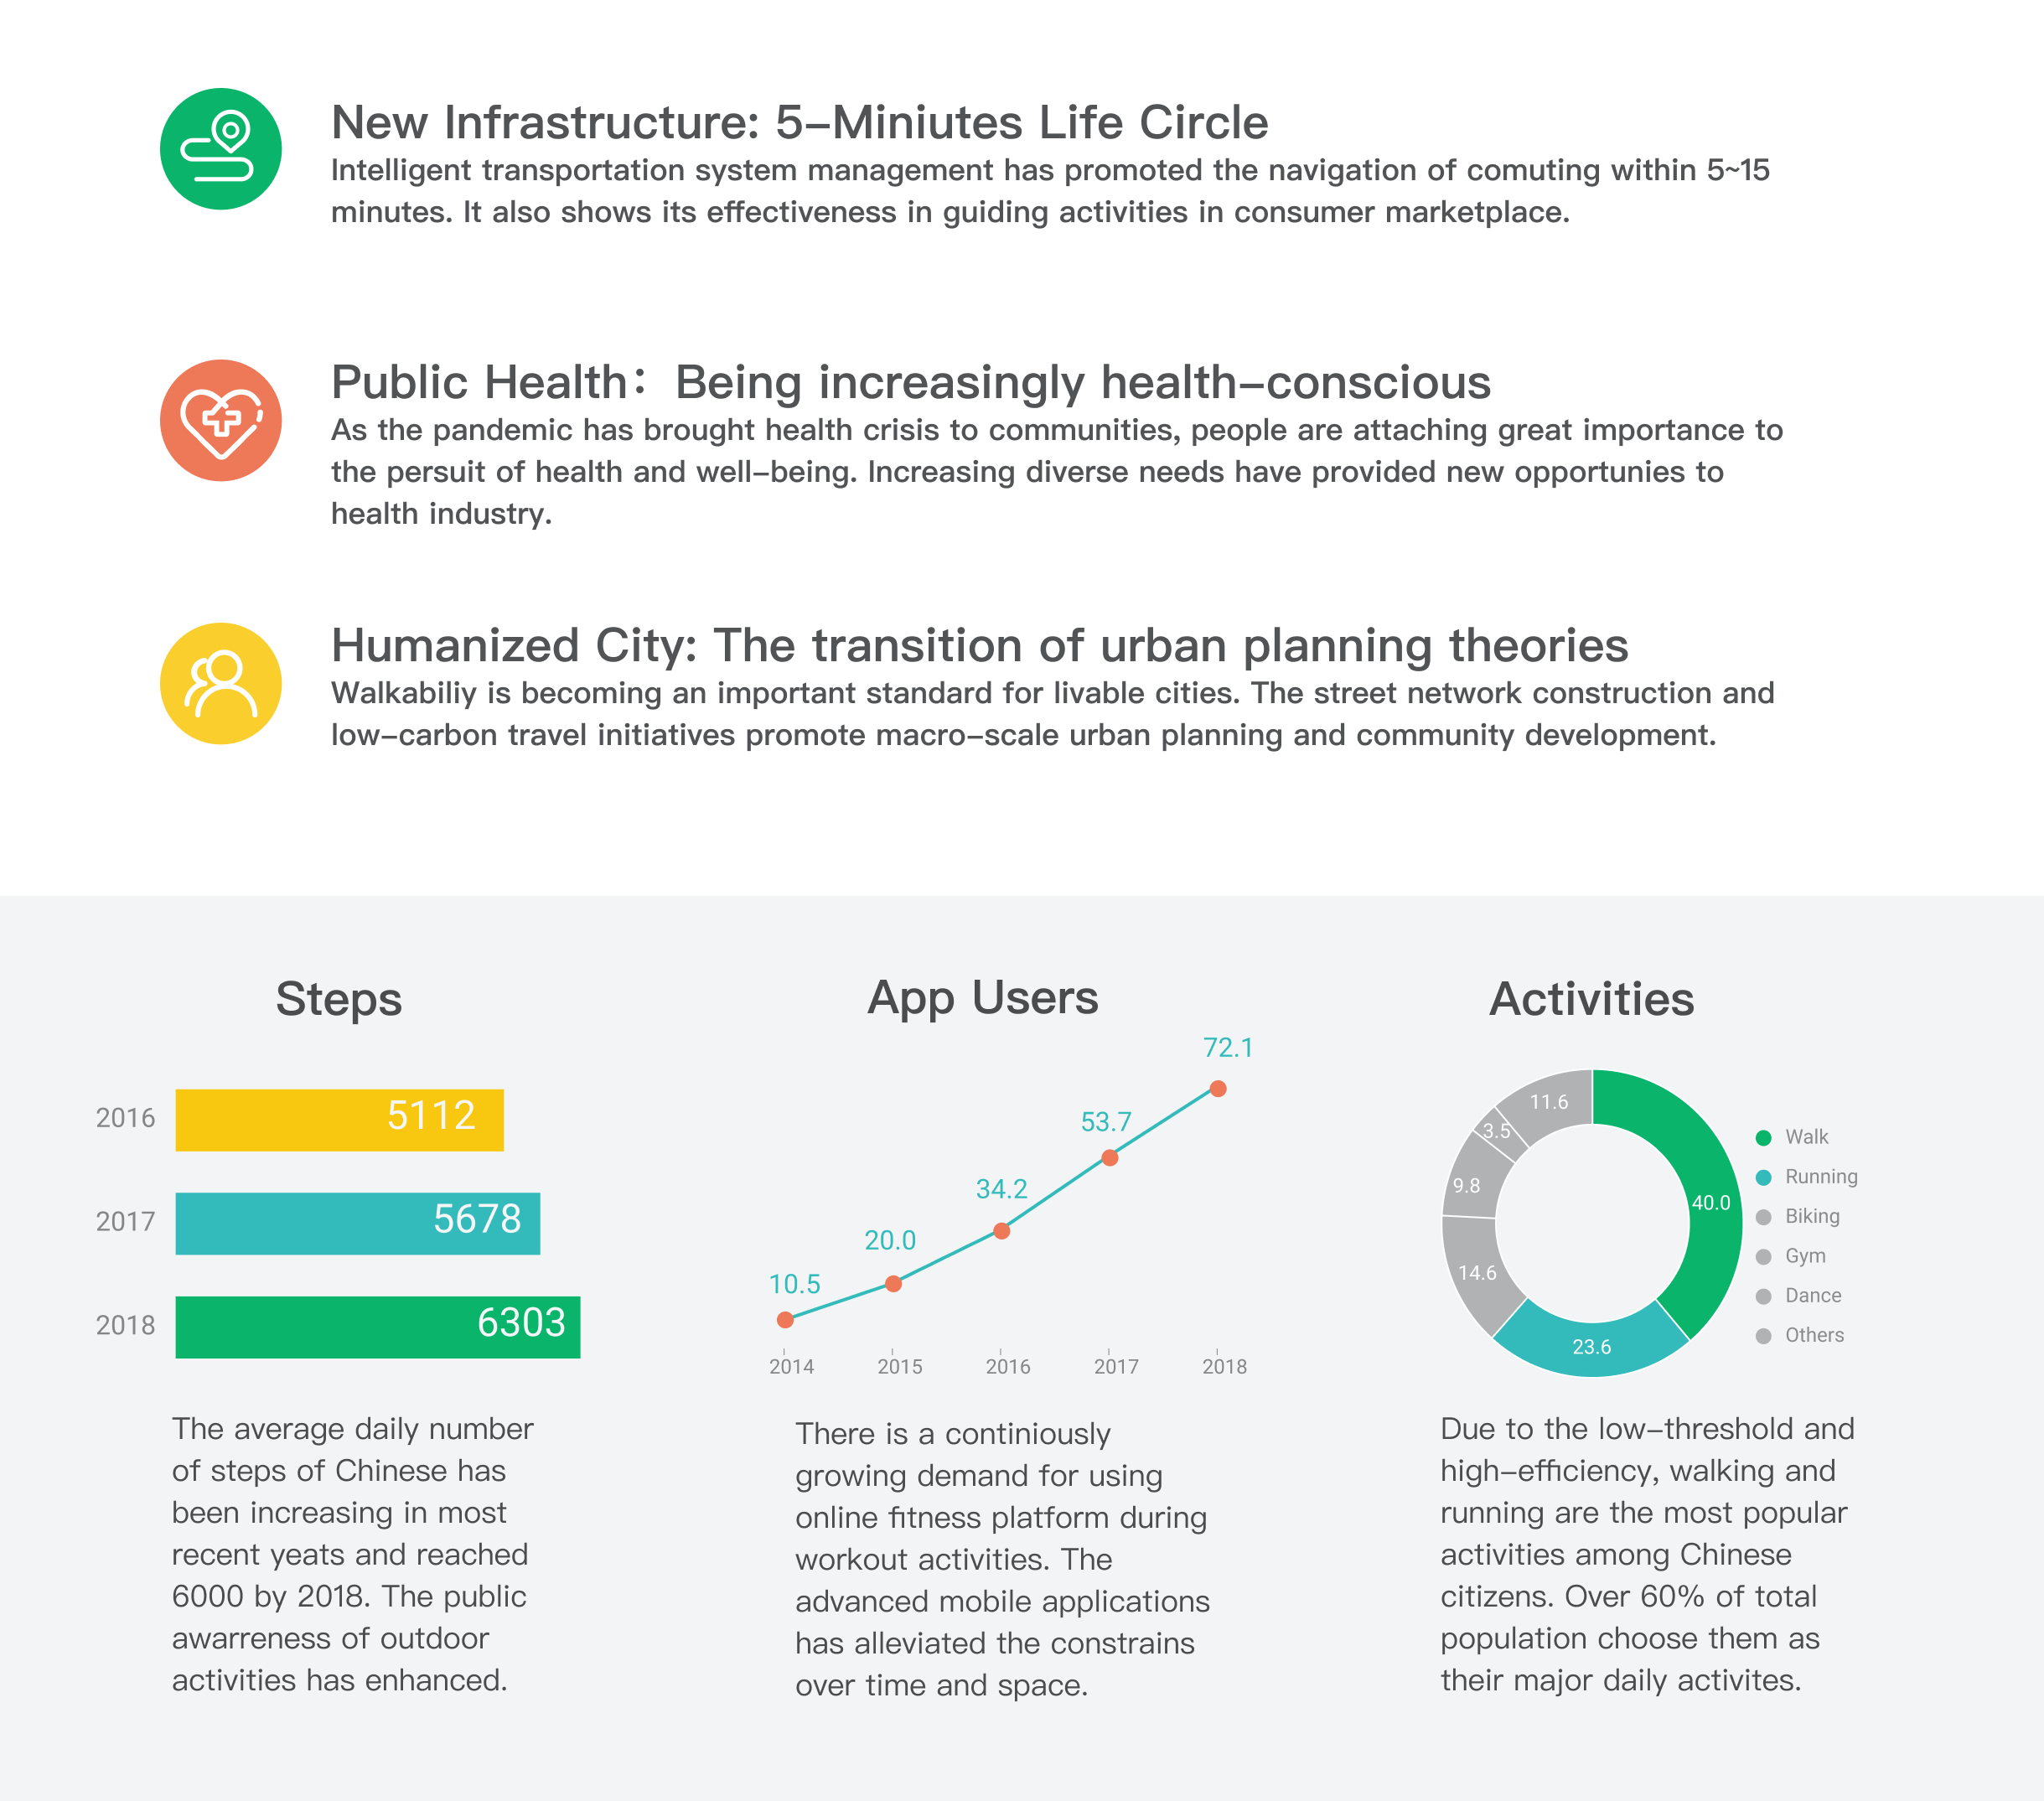 New Infrastructure: 5–Miniutes Life Circle
Intelligent transportation system management has promoted the navigation of comuting within 5~15
minutes. It also shows its effectiveness in guiding activities in consumer marketplace.
Public Health：Being increasingly health–conscious
As the pandemic has brought health crisis to communities, people are attaching great importance to
the persuit of health and well–being. Increasing diverse needs have provided new opportunies to
health industry.
Humanized City: The transition of urban planning theories
Walkabiliy is becoming an important standard for livable cities. The street network construction and
low–carbon travel initiatives promote macro–scale urban planning and community development.
Steps
2016
5112
2017
5678
2018
6303
The average daily number
of steps of Chinese has
been increasing in most
recent yeats and reached
6000 by 2018. The public
awarreness of outdoor
activities has enhanced.
App Users
72.1
53.7
34.2
20.0
10.5
2014 2015 2016 2017 2018
There is a continiously
growing demand for using
online fitness platform during
workout activities. The
advanced mobile applications
has alleviated the constrains
over time and space.
Activities
11.6
3.5
9.8
40.0
14.6
23.6
Walk
Running
Biking
Gym
Dance
Others
Due to the low–threshold and
high–efficiency, walking and
running are the most popular
activities among Chinese
citizens. Over 60% of total
population choose them as
their major daily activites.